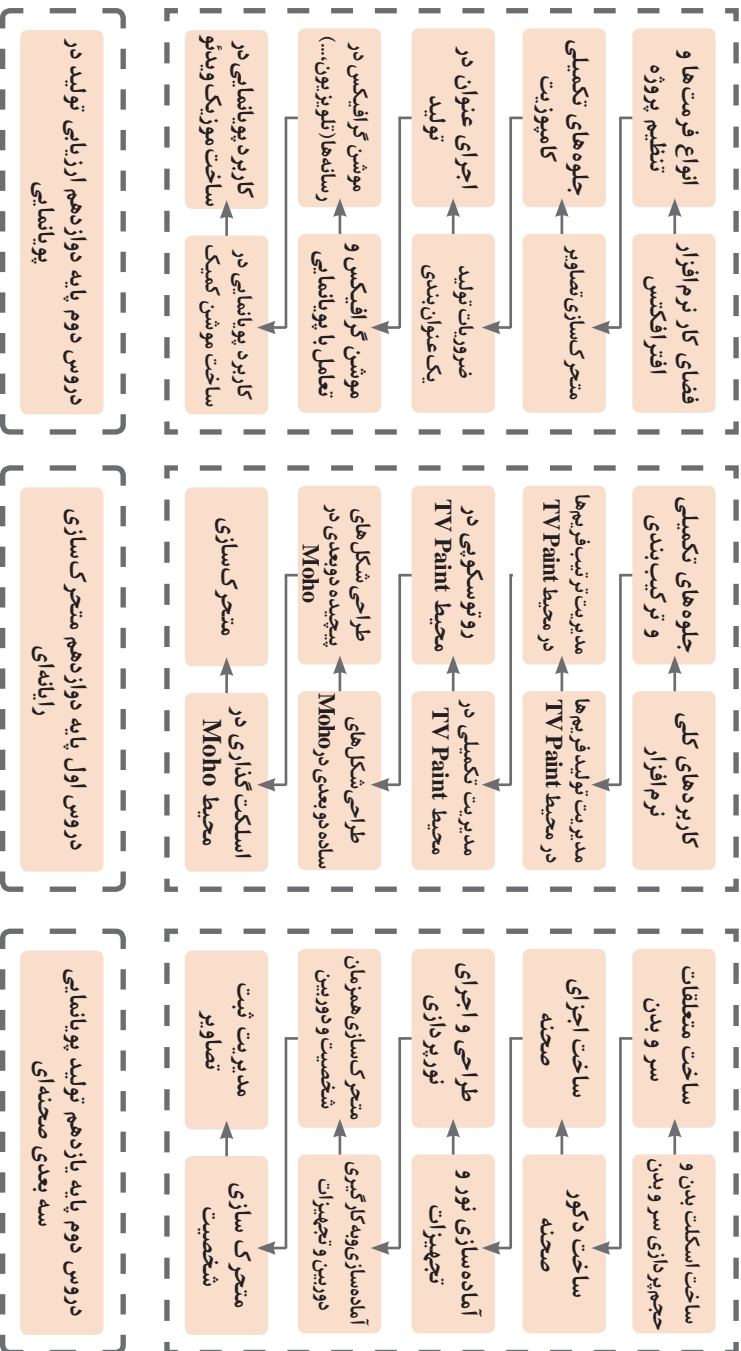 ساخت اسکلت بدن و
حجم‌پردازی سر و بدن
ساخت متعلقات
سر و بدن
ساخت دکور
صحنه
ساخت اجزای
صحنه
آماده‌سازی نور و
تجهیزات
طراحی و اجرای
نورپردازی
آماده‌سازی و به کارگیری
دوربین و تجهیزات
متحرک‌سازی همزمان
شخصیت و دوربین
متحرک سازی
شخصیت
مدیریت ثبت
تصاویر
دروس دوم پایه یازدهم تولید پویانمایی
سه بعدی صحنه‌ای
کاربردهای کلی
نرم‌افزار
جلوه‌های تکمیلی
و ترکیب‌بندی
مدیریت تولید فریم‌ها
در محیط TV Paint
مدیریت ترتیب فریم‌ها
در محیط TV Paint
مدیریت تکمیلی در
محیط TV Paint
روتوسکوپی در
محیط TV Paint
طراحی شکل‌های
ساده دوبعدی در Moho
طراحی شکل‌های
پیچیده دوبعدی در
Moho
اسلکت گذاری در
محیط Moho
متحرک‌سازی
دروس اول پایه دوازدهم متحرک‌سازی
رایانه‌ای
فضای کار نرم‌افزار
افترافکتس
انواع فرمت‌ها و
تنظیم پروژه
متحرک‌سازی تصاویر
جلوه‌های تکمیلی
کامپوزیت
ضروریات تولید
یک عنوان‌بندی
اجرای عنوان در
تولید
موشن گرافیکس و
تعامل با پویانمایی
موشن گرافیکس در
رسانه‌ها (تلویزیون،...)
کاربرد پویانمایی در
ساخت موشن کمیک
کاربرد پویانمایی در
ساخت موزیک ویدئو
دروس دوم پایه دوازدهم ارزیابی تولید در
پویانمایی